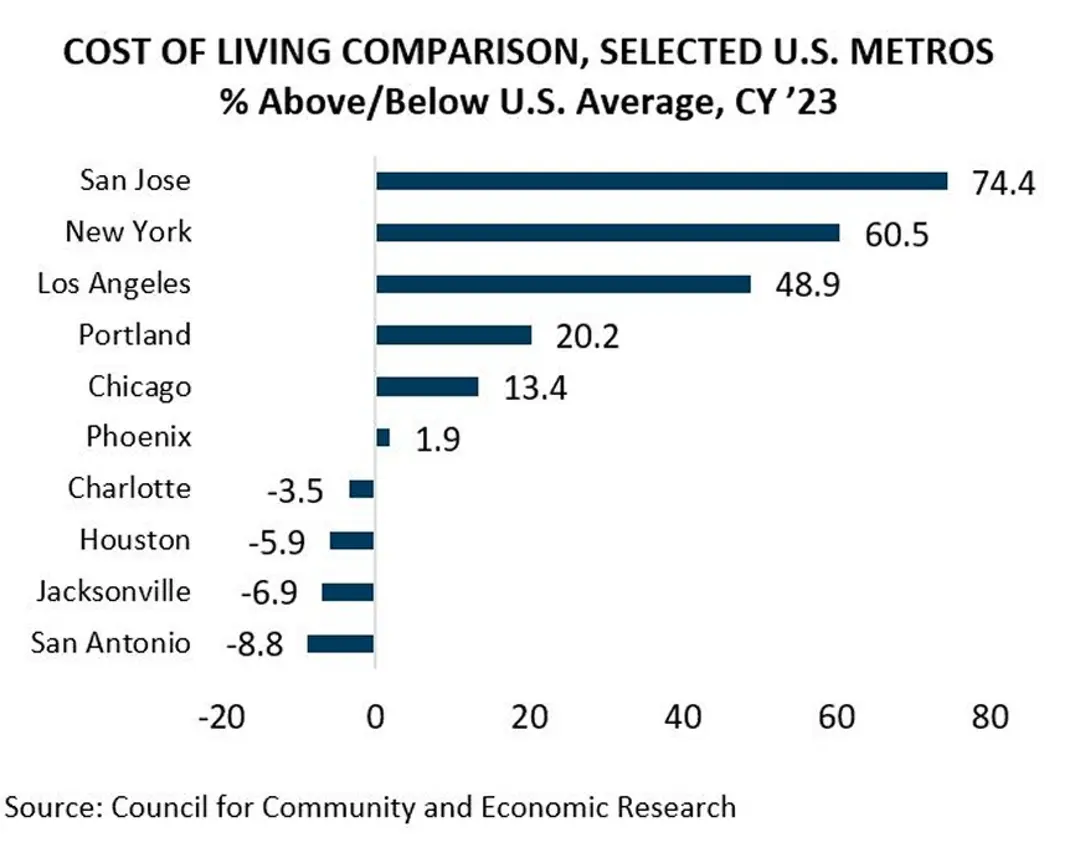 COST OF LIVING COMPARISON, SELECTED U.S. METROS
% Above/Below U.S. Average, CY ’23
San Jose 74.4
New York 60.5
Los Angeles 48.9
Portland 20.2
Chicago 13.4
Phoenix 1.9
Charlotte -3.5
Houston -5.9
Jacksonville -6.9
San Antonio -8.8
-20 0 20 40 60 80
Source: Council for Community and Economic Research